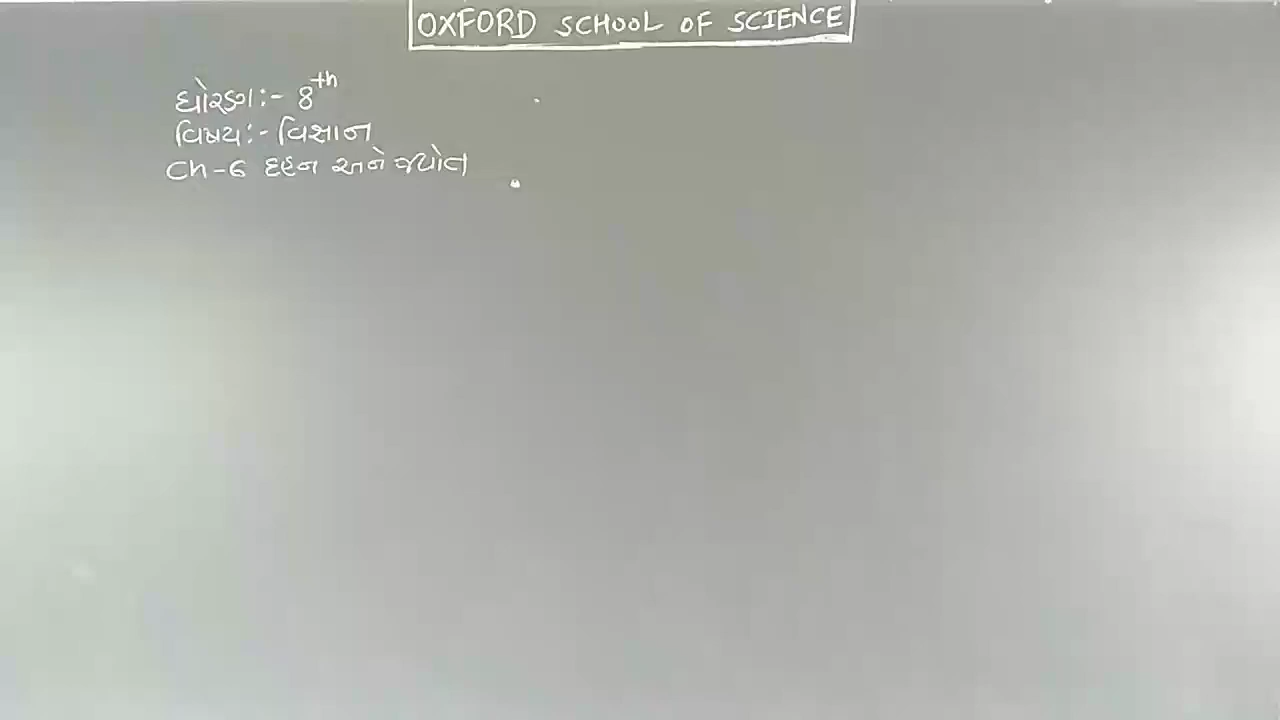 OXFORD SCHOOL OF SCIENCE
ધોરણ:- 8th
વિષય:- વિજ્ઞાન
Ch-6 દહન અને જ્યોત